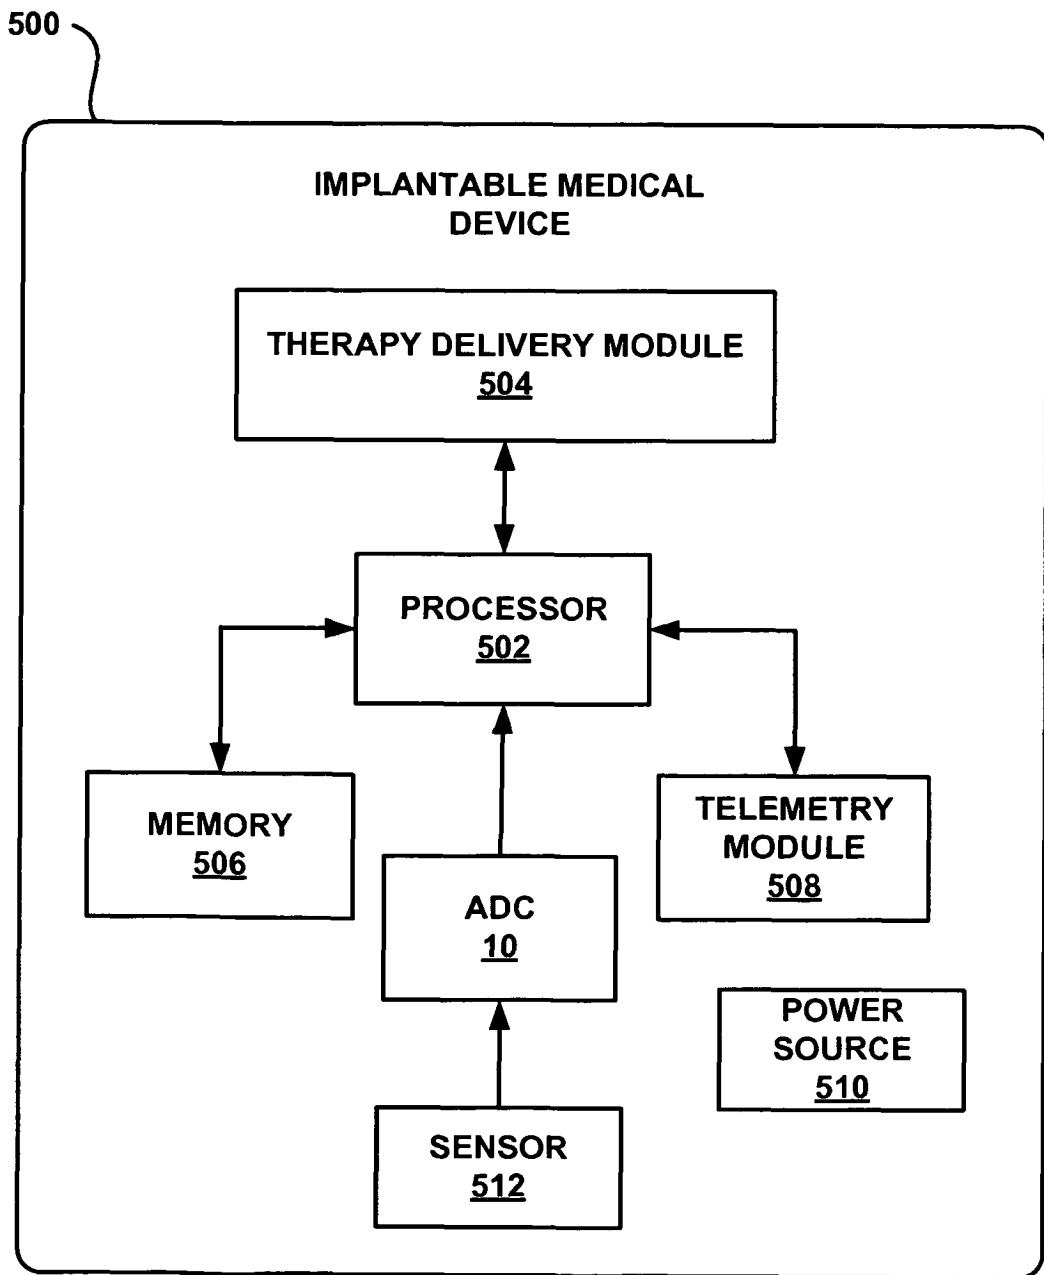 500
IMPLANTABLE MEDICAL
DEVICE
THERAPY DELIVERY MODULE
504
PROCESSOR
502
MEMORY
506
TELEMETRY
MODULE
508
ADC
10
POWER
SOURCE
510
SENSOR
512